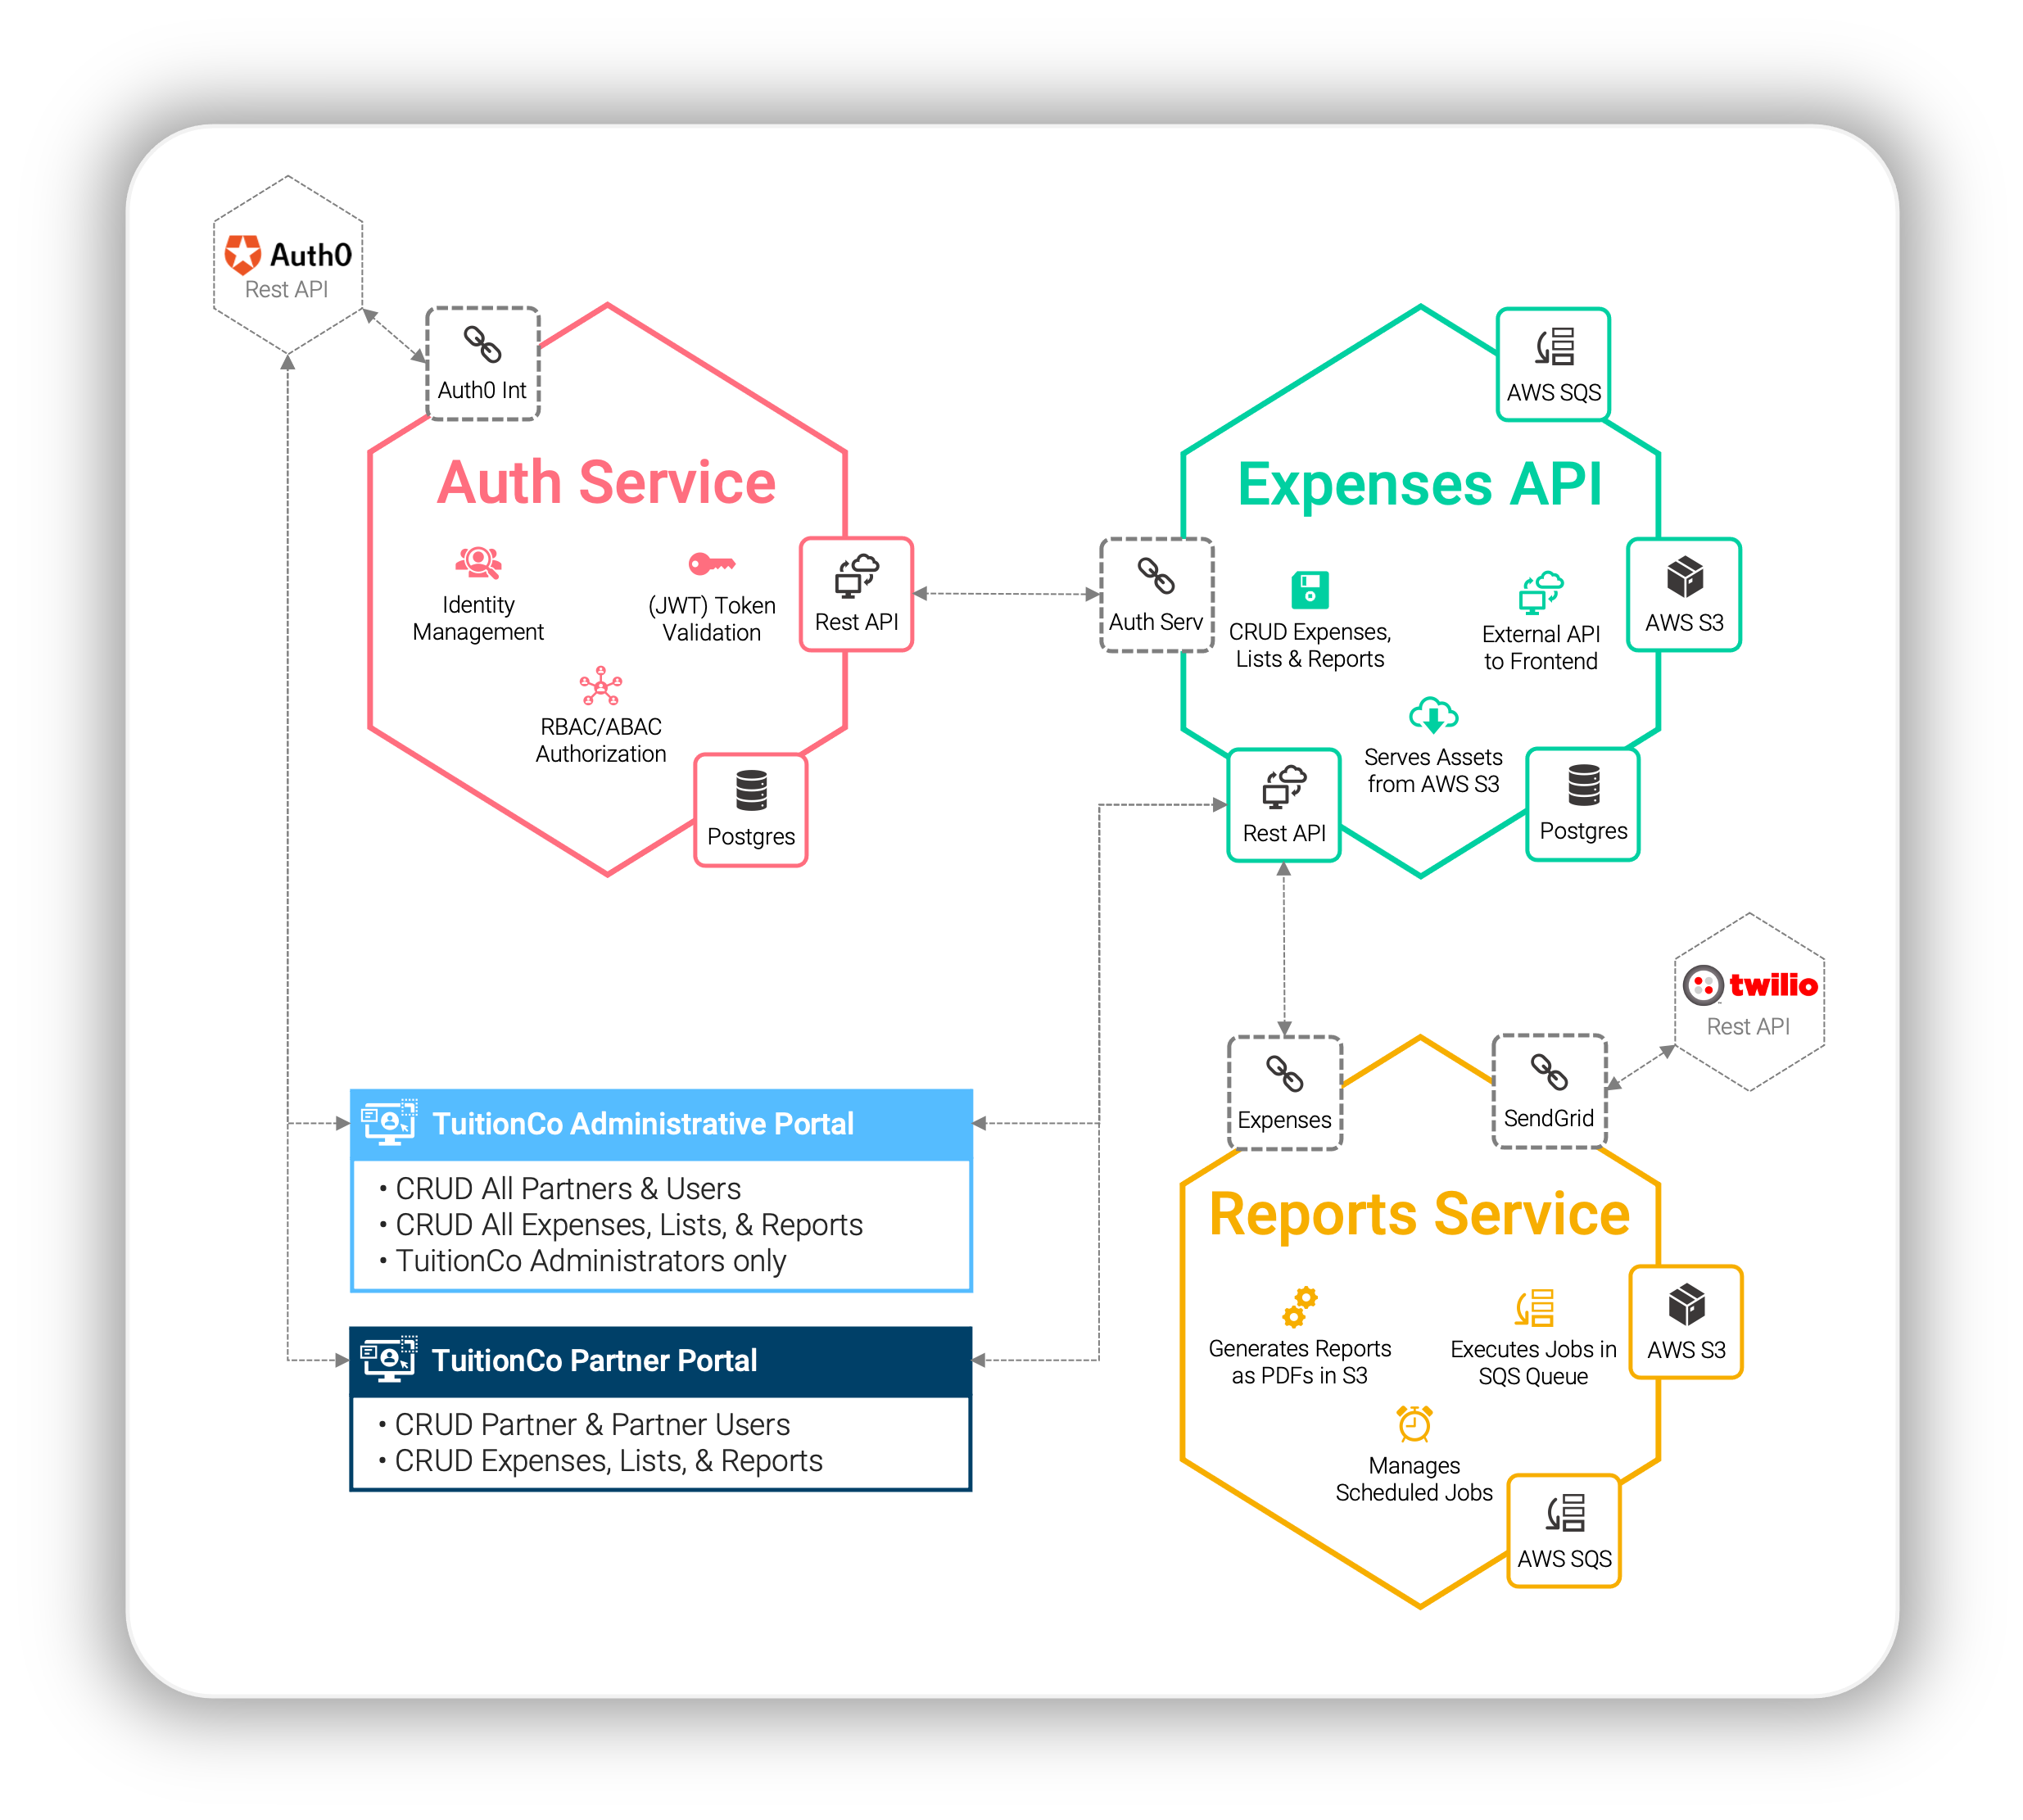 Auth0
Rest API
Auth0 Int
Auth Service
Identity
Management
(JWT) Token
Validation
RBAC/ABAC
Authorization
Rest API
Postgres
AWS SQS
Expenses API
Auth Serv
CRUD Expenses,
Lists & Reports
External API
to Frontend
AWS S3
Serves Assets
from AWS S3
Rest API
Postgres
twilio
Rest API
Expenses
SendGrid
Reports Service
Generates Reports
as PDFs in S3
Executes Jobs in
SQS Queue
AWS S3
Manages
Scheduled Jobs
AWS SQS
TuitionCo Administrative Portal
• CRUD All Partners & Users
• CRUD All Expenses, Lists, & Reports
• TuitionCo Administrators only
TuitionCo Partner Portal
• CRUD Partner & Partner Users
• CRUD Expenses, Lists, & Reports